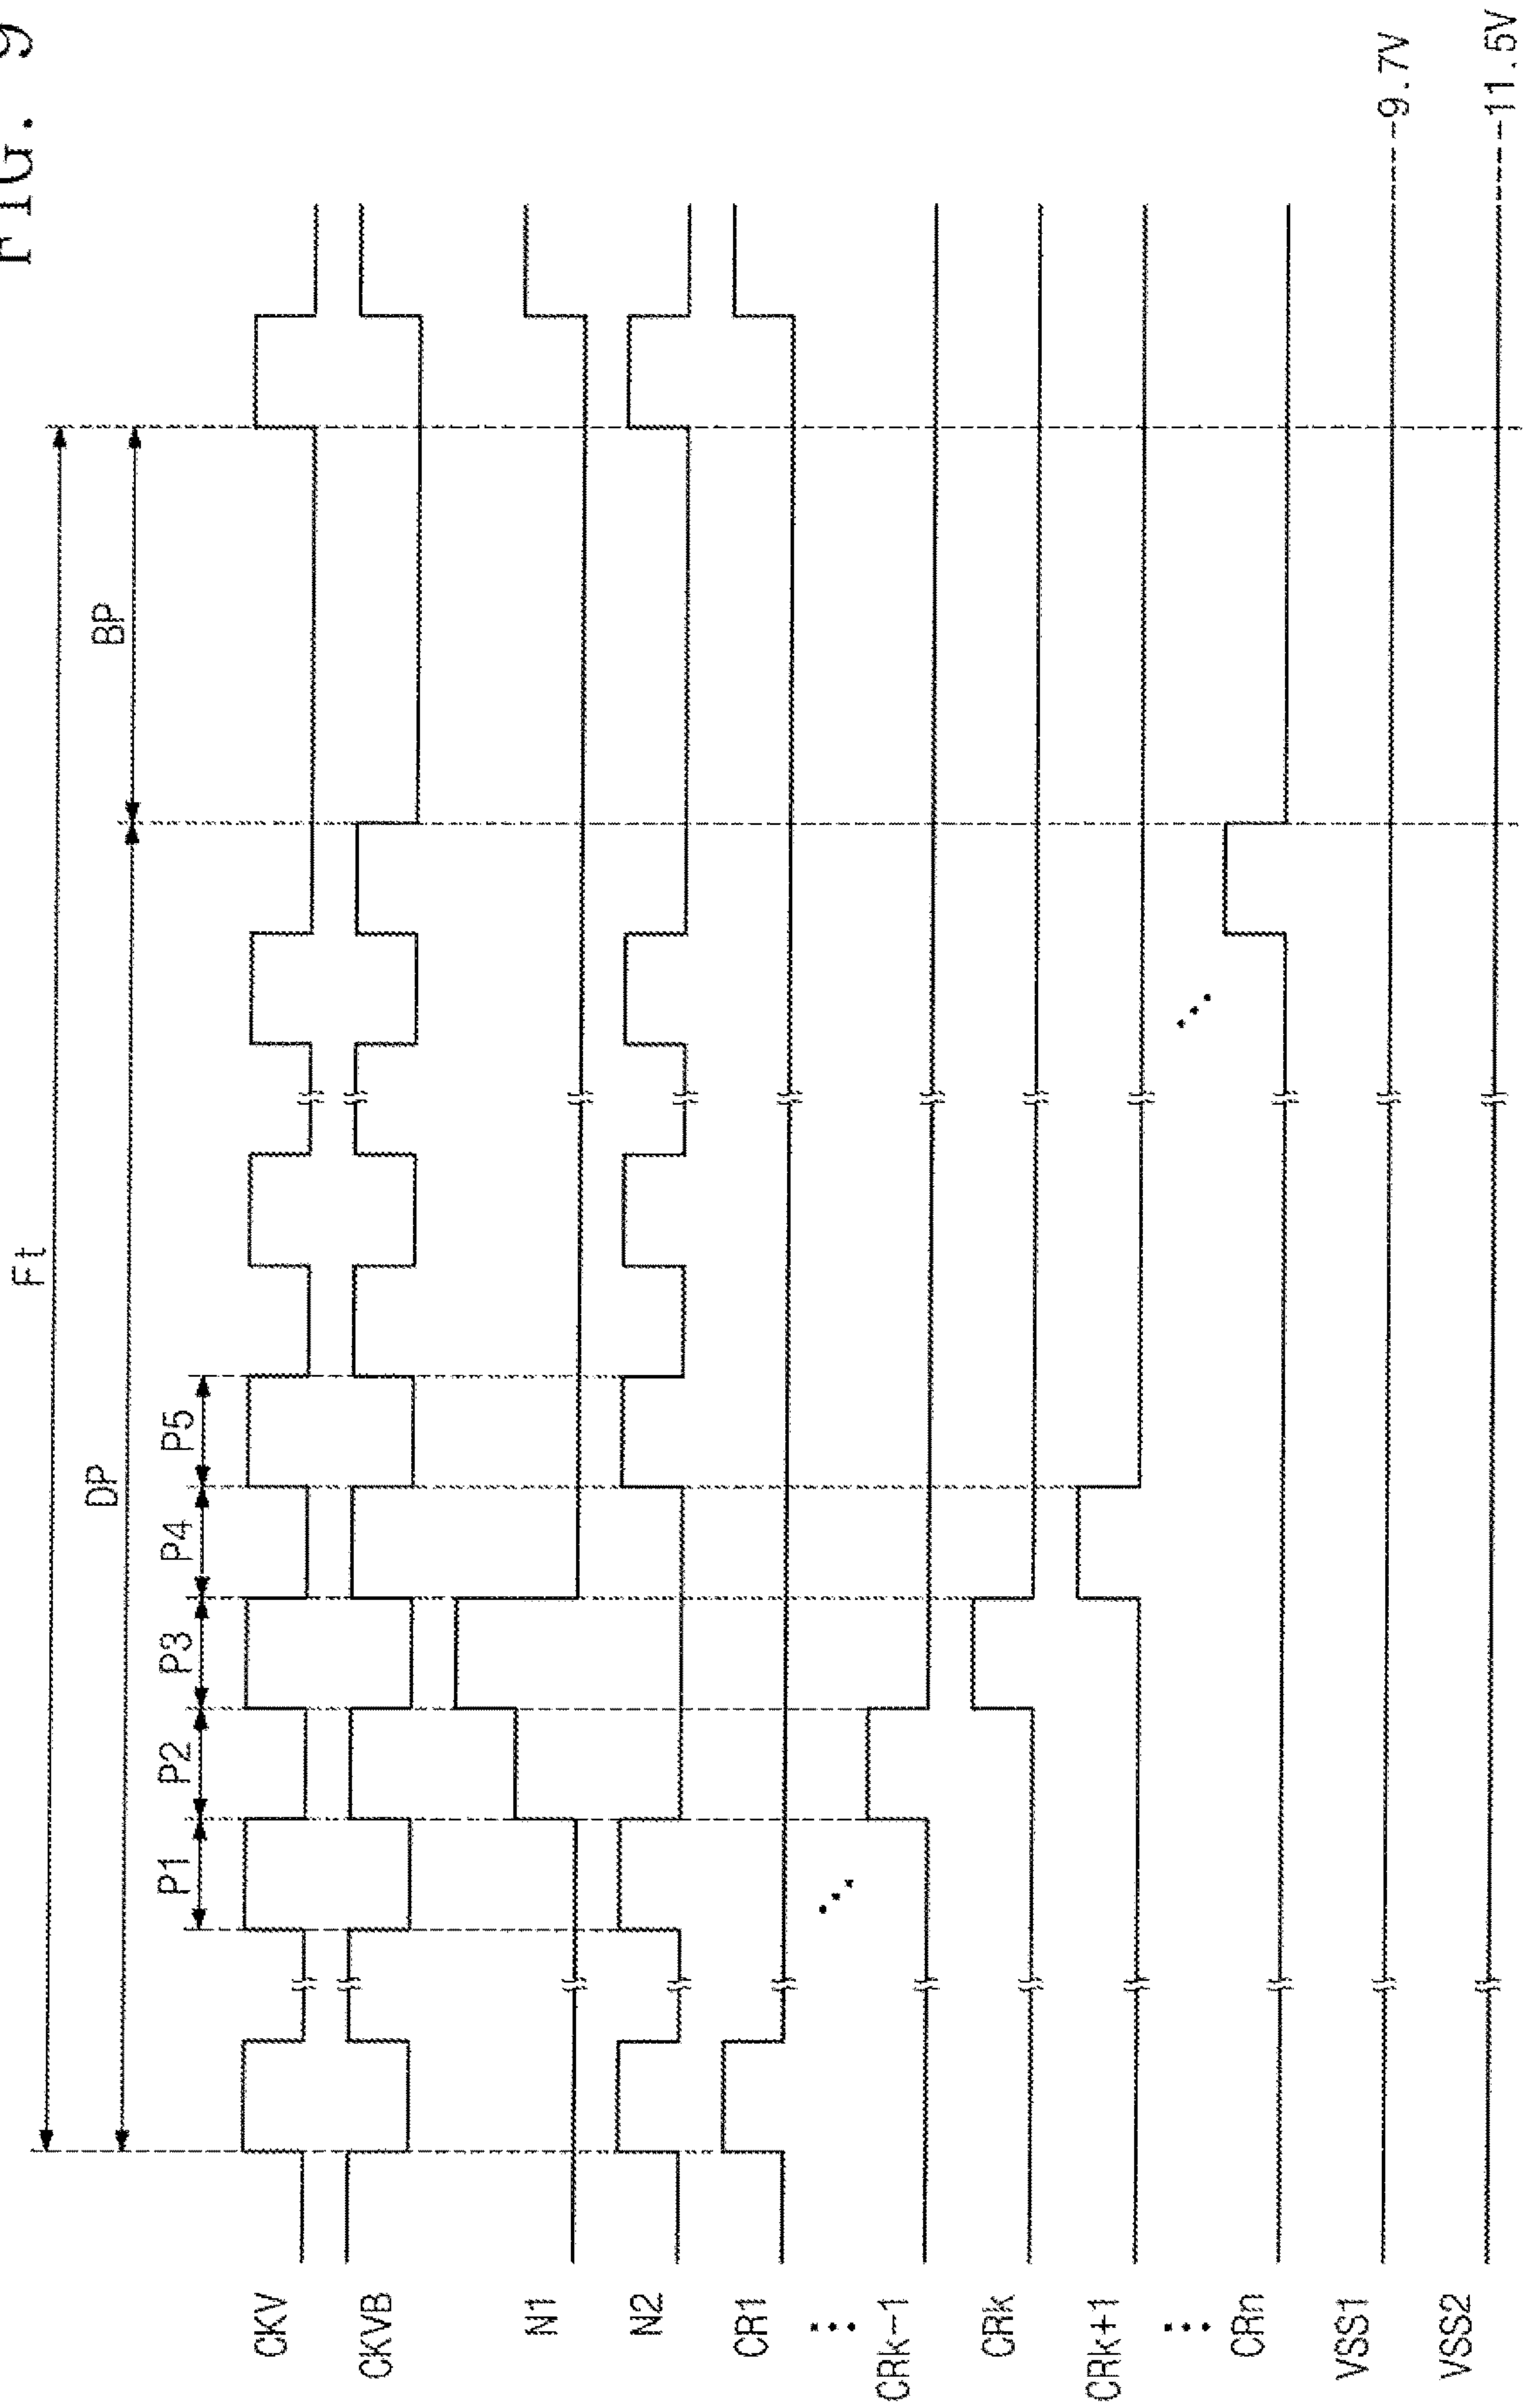 FIG. 9
Ft
DP
BP
P1
P2
P3
P4
P5
CKV
CKVB
N1
N2
CR1
CRk-1
CRk
CRk+1
CRn
VSS1
-9.7V
VSS2
-11.5V